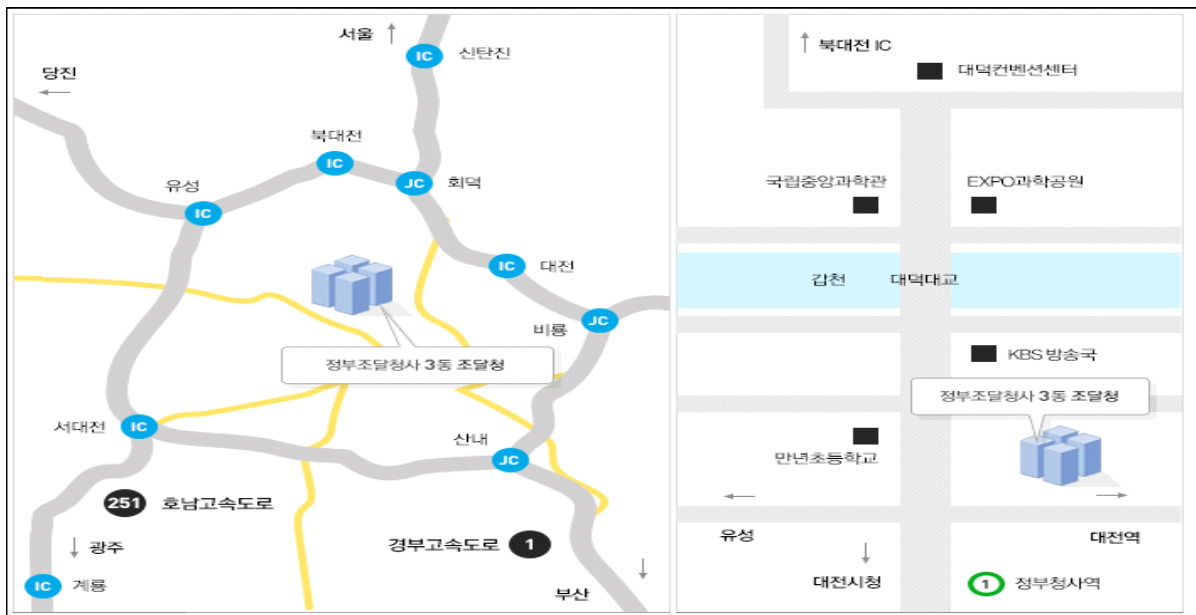 서울
IC
신탄진
당진
북대전
IC
JC
회덕
유성
IC
IC
대전
비룡
JC
정부조달청사 3동 조달청
서대전
IC
산내
JC
251
호남고속도로
경부고속도로
1
광주
IC
계룡
부산
북대전 IC
대덕컨벤션센터
국립중앙과학관
EXPO과학공원
갑천
대덕대교
KBS 방송국
정부조달청사 3동 조달청
만년초등학교
유성
대전역
대전시청
1
정부청사역